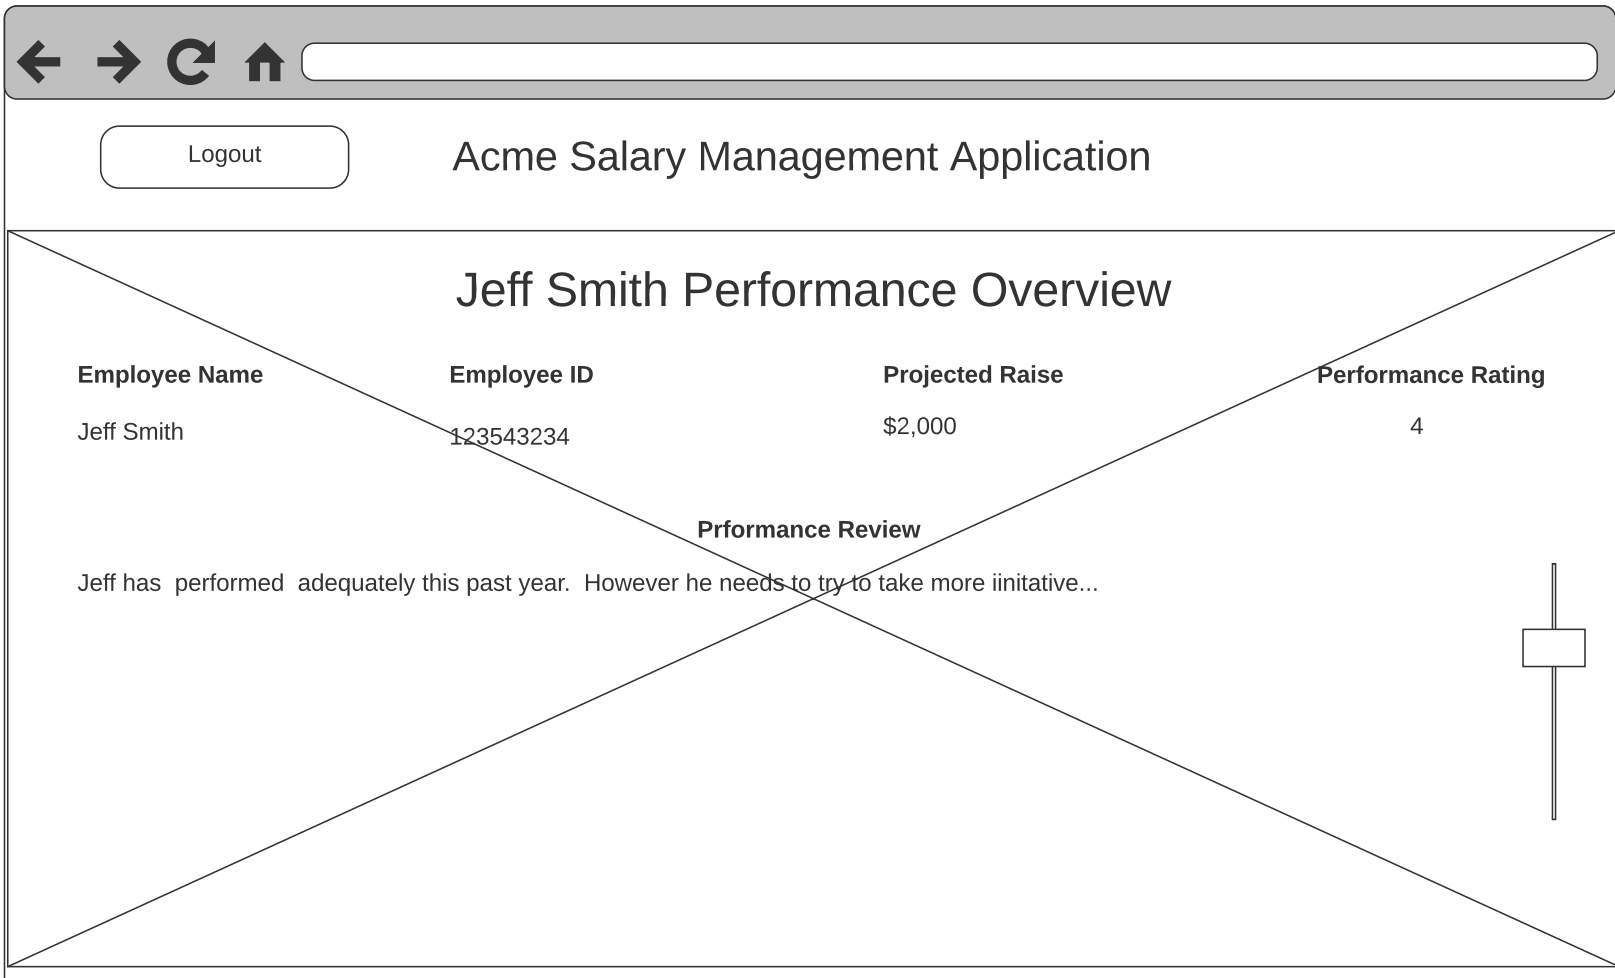 Logout
Acme Salary Management Application
Jeff Smith Performance Overview
Employee Name Employee ID Projected Raise Performance Rating
Jeff Smith 123543234 $2,000 4
Prformance Review
Jeff has performed adequately this past year. However he needs to try to take more iinitative...